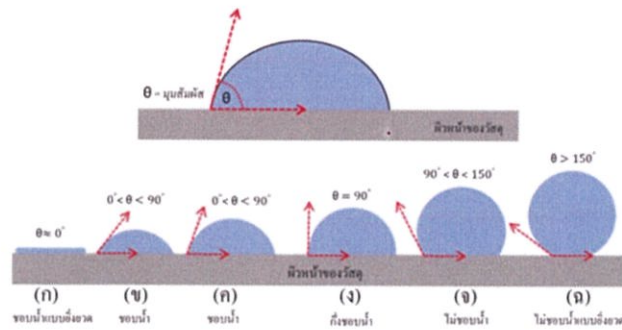 θ = มุมสัมผัส
θ
ผิวหน้าของวัสดุ
θ ≈ 0°
0° < θ < 90°
0° < θ < 90°
θ = 90°
90° < θ < 150°
θ > 150°
ผิวหน้าของวัสดุ
(ก) (ข) (ค) (ง) (จ) (ฉ)
ชอบน้ำแบบยิ่งยวด ชอบน้ำ ชอบน้ำ กึ่งชอบน้ำ ไม่ชอบน้ำ ไม่ชอบน้ำแบบยิ่งยวด